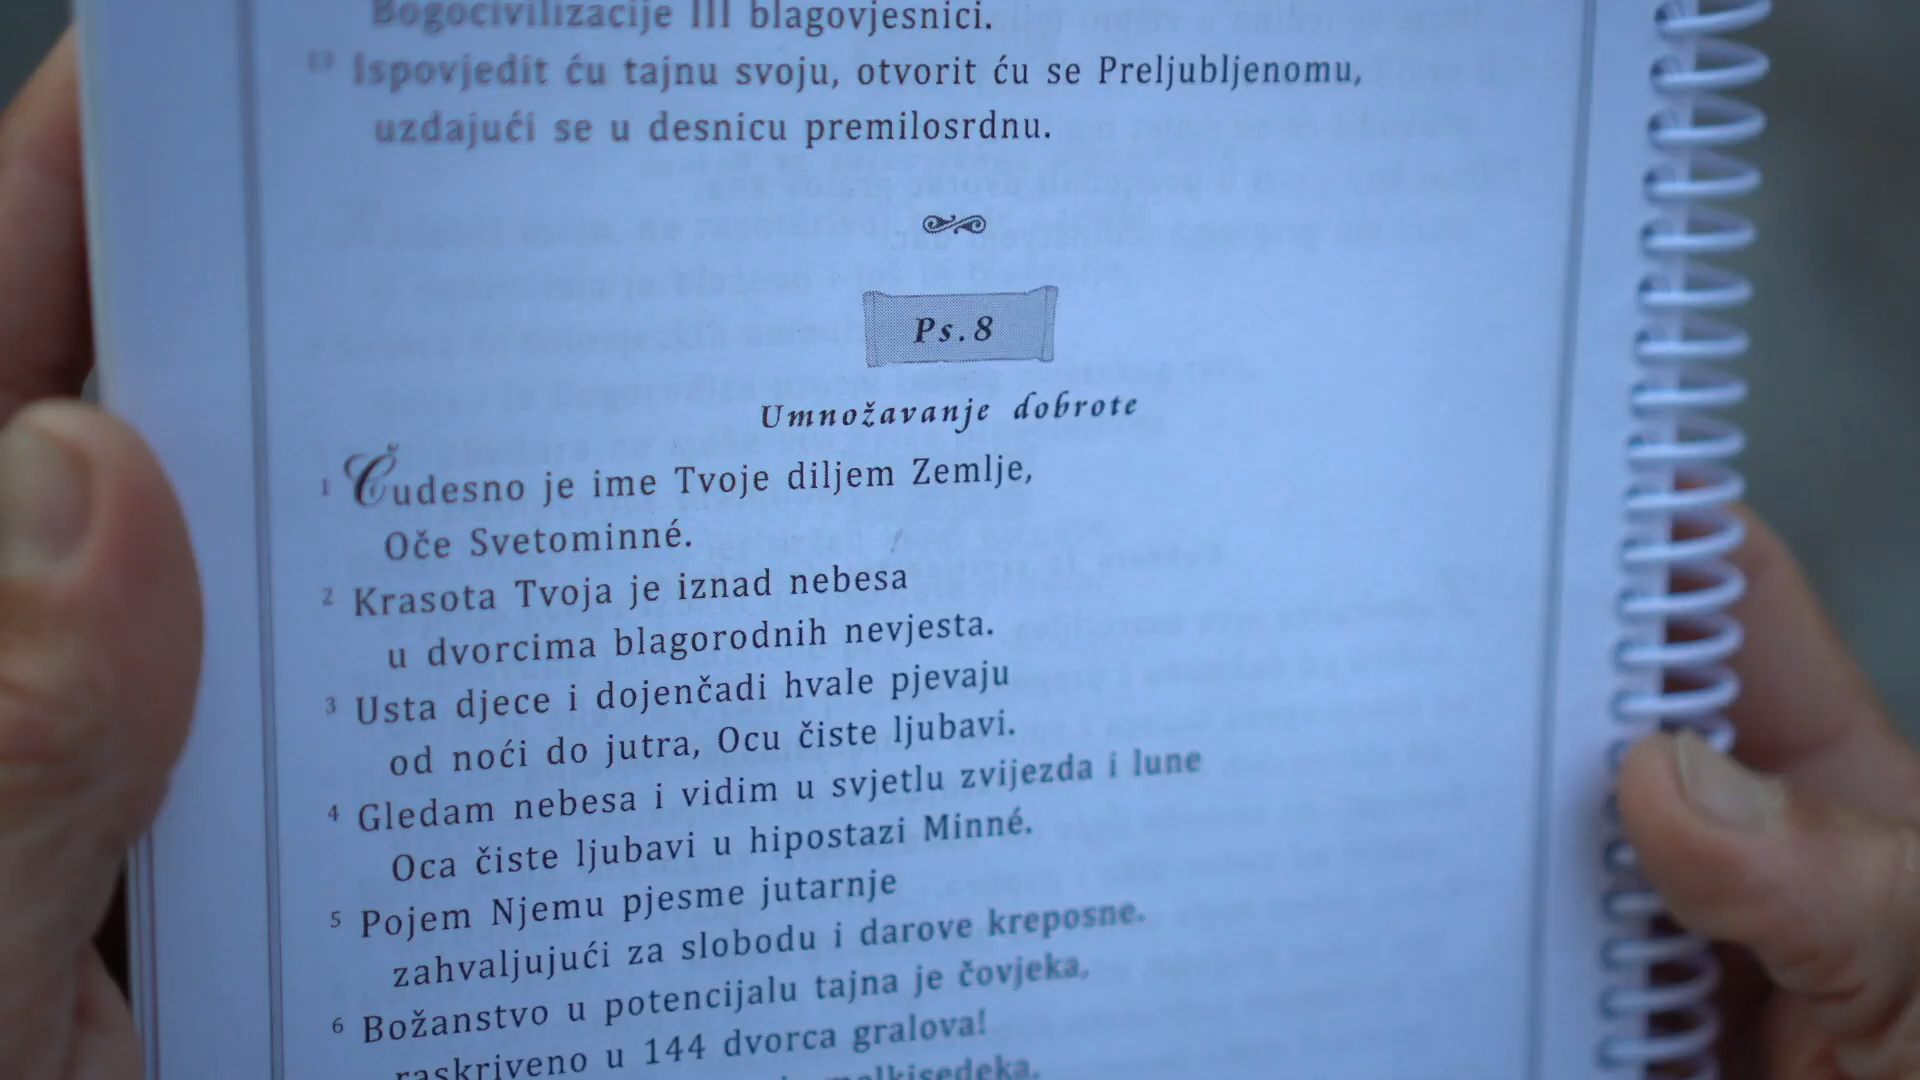 Bogocivilizacije III blagovjesnici.
13 Ispovjedit ću tajnu svoju, otvorit ću se Preljubljenomu,
uzdajući se u desnicu premilosrdnu.
Ps.8
Umnožavanje dobrote
1 Čudesno je ime Tvoje diljem Zemlje,
Oče Svetominné.
2 Krasota Tvoja je iznad nebesa
u dvorcima blagorodnih nevjesta.
3 Usta djece i dojenčadi hvale pjevaju
od noći do jutra, Ocu čiste ljubavi.
4 Gledam nebesa i vidim u svjetlu zvijezda i lune
Oca čiste ljubavi u hipostazi Minné.
5 Pojem Njemu pjesme jutarnje
zahvaljujući za slobodu i darove kreposne.
6 Božanstvo u potencijalu tajna je čovjeka,
raskriveno u 144 dvorca gralova!
melkisedeka.